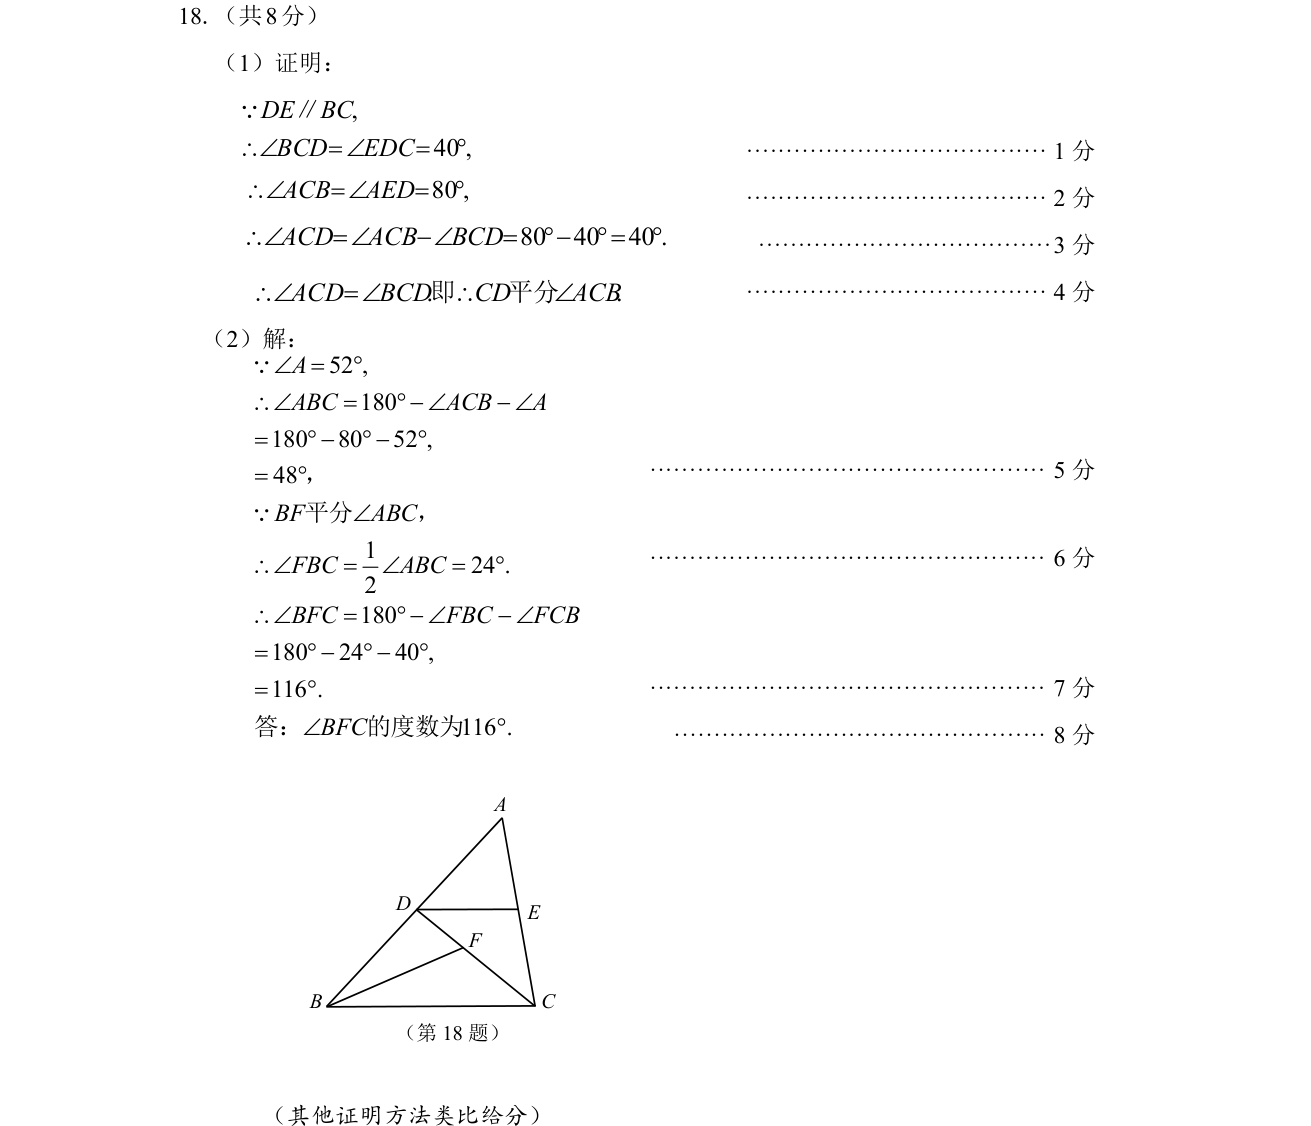 18.（共8分）
（1）证明：
∵DE∥BC,
∴∠BCD=∠EDC=40°, ………………………………… 1 分
∴∠ACB=∠AED=80°, ………………………………… 2 分
∴∠ACD=∠ACB−∠BCD=80°−40°=40°. ………………………………… 3 分
∴∠ACD=∠BCD.即∴CD平分∠ACB. ………………………………… 4 分
（2）解：
∵∠A=52°,
∴∠ABC=180°−∠ACB−∠A
=180°−80°−52°,
=48°, ………………………………… 5 分
∵BF平分∠ABC，
∴∠FBC=1/2∠ABC=24°. ………………………………… 6 分
∴∠BFC=180°−∠FBC−∠FCB
=180°−24°−40°,
=116°. ………………………………… 7 分
答：∠BFC的度数为116°. ………………………………… 8 分
A
D
E
F
B
C
（第 18 题）
（其他证明方法类比给分）